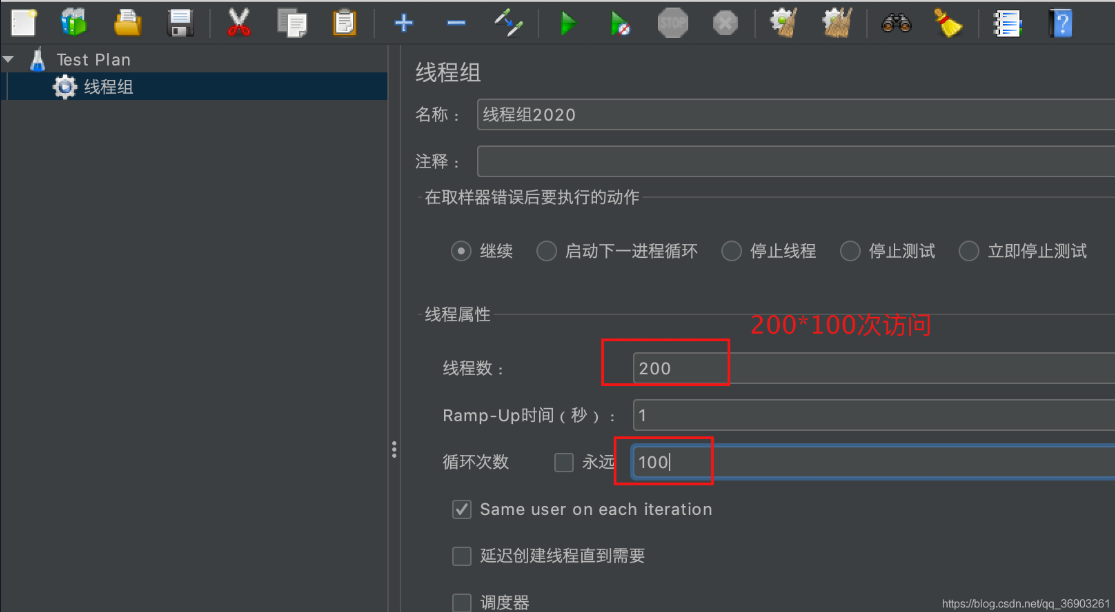 STOP
Test Plan
线程组
线程组
名称：
线程组2020
注释：
在取样器错误后要执行的动作
继续
启动下一进程循环
停止线程
停止测试
立即停止测试
线程属性
200*100次访问
线程数：
200
Ramp-Up时间（秒）：
1
循环次数
永远
100
Same user on each iteration
延迟创建线程直到需要
调度器
https://blog.csdn.net/qq_36903261